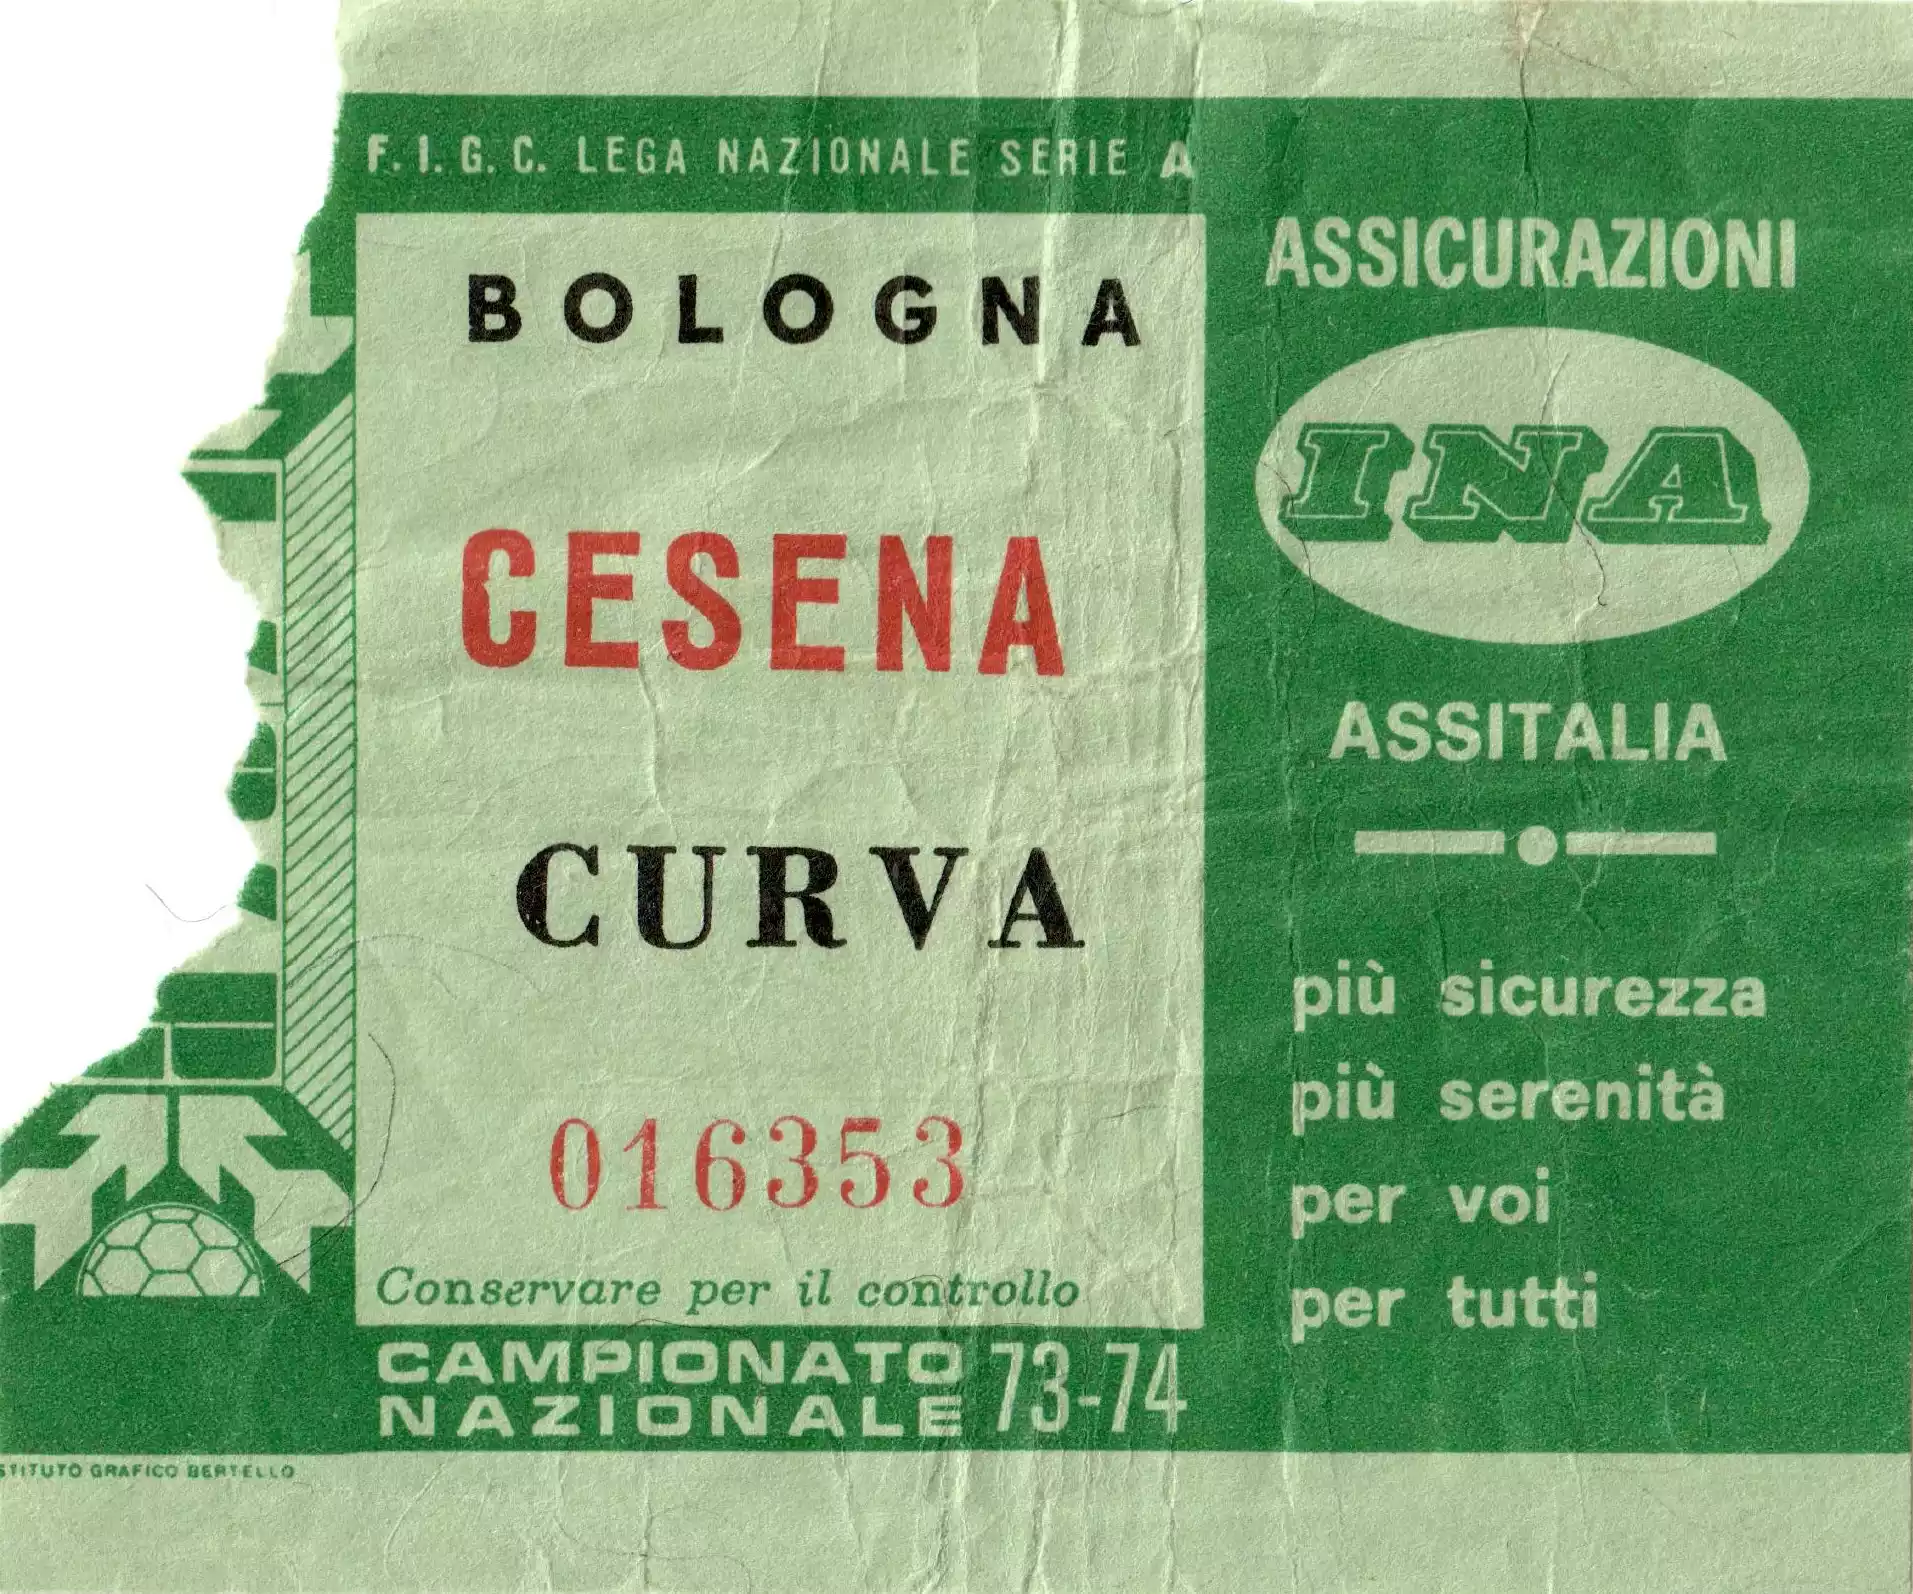 F. I. G. C. LEGA NAZIONALE SERIE A
BOLOGNA
CESENA
CURVA
016353
Conservare per il controllo
CAMPIONATO
NAZIONALE 73-74
STITUTO GRAFICO BERTELLO
ASSICURAZIONI
INA
ASSITALIA
più sicurezza
più serenità
per voi
per tutti